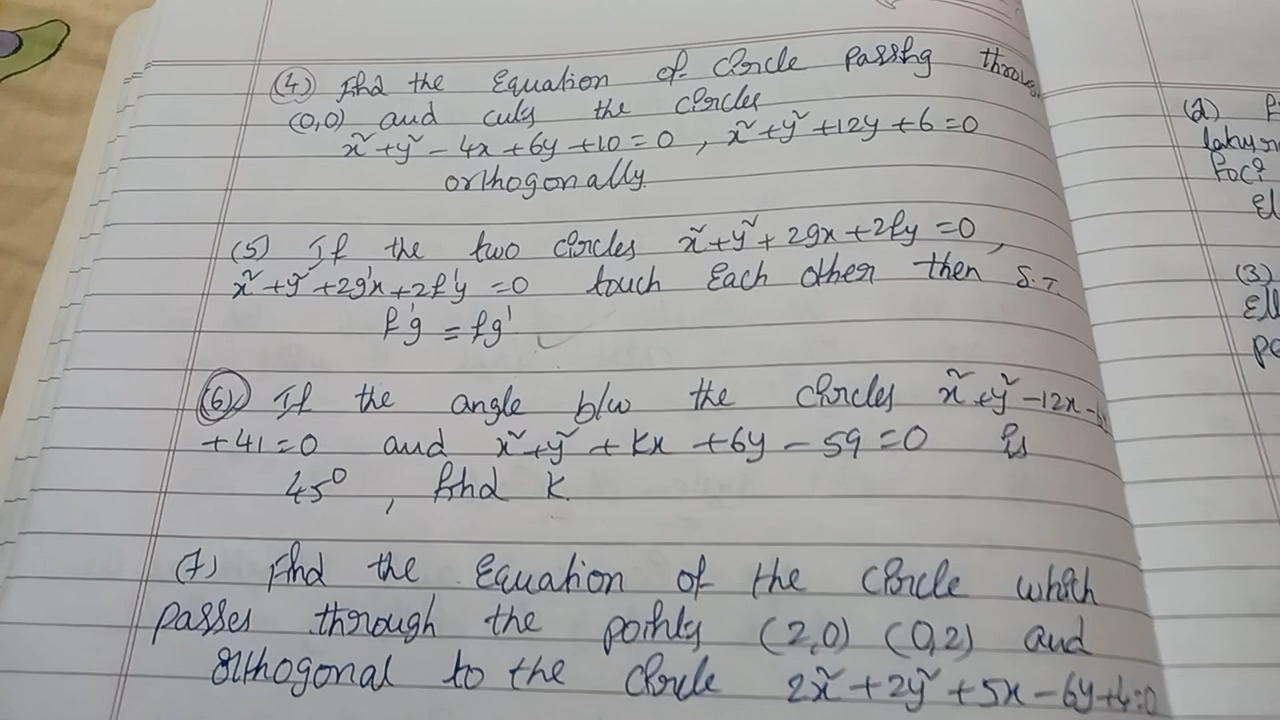 (4) Find the Equation of Circle passing through
(0,0) and cuts the circles
x²+y²-4x+6y+10=0, x²+y²+12y+6=0
orthogonally.
(5) If the two circles x²+y²+2gx+2fy=0,
x²+y²+2g'x+2f'y=0 touch Each other then S.T.
f'g = fg'
(6) If the angle b/w the circles x²+y²-12x-6y
+41=0 and x²+y²+kx+6y-59=0 is
45°, find k.
(7) Find the Equation of the circle which
passes through the points (2,0) (0,2) and
orthogonal to the circle 2x²+2y²+5x-6y+4=0
(2)
(3)